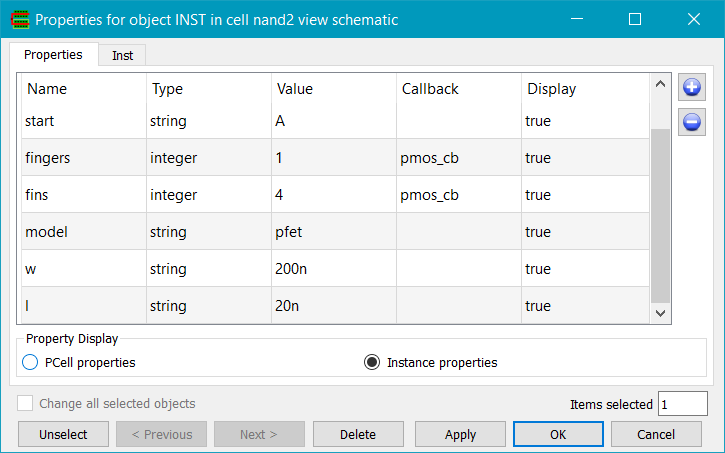 Properties for object INST in cell nand2 view schematic
Properties Inst
Name Type Value Callback Display
start string A true
fingers integer 1 pmos_cb true
fins integer 4 pmos_cb true
model string pfet true
w string 200n true
l string 20n true
Property Display
PCell properties Instance properties
Change all selected objects Items selected 1
Unselect < Previous Next > Delete Apply OK Cancel